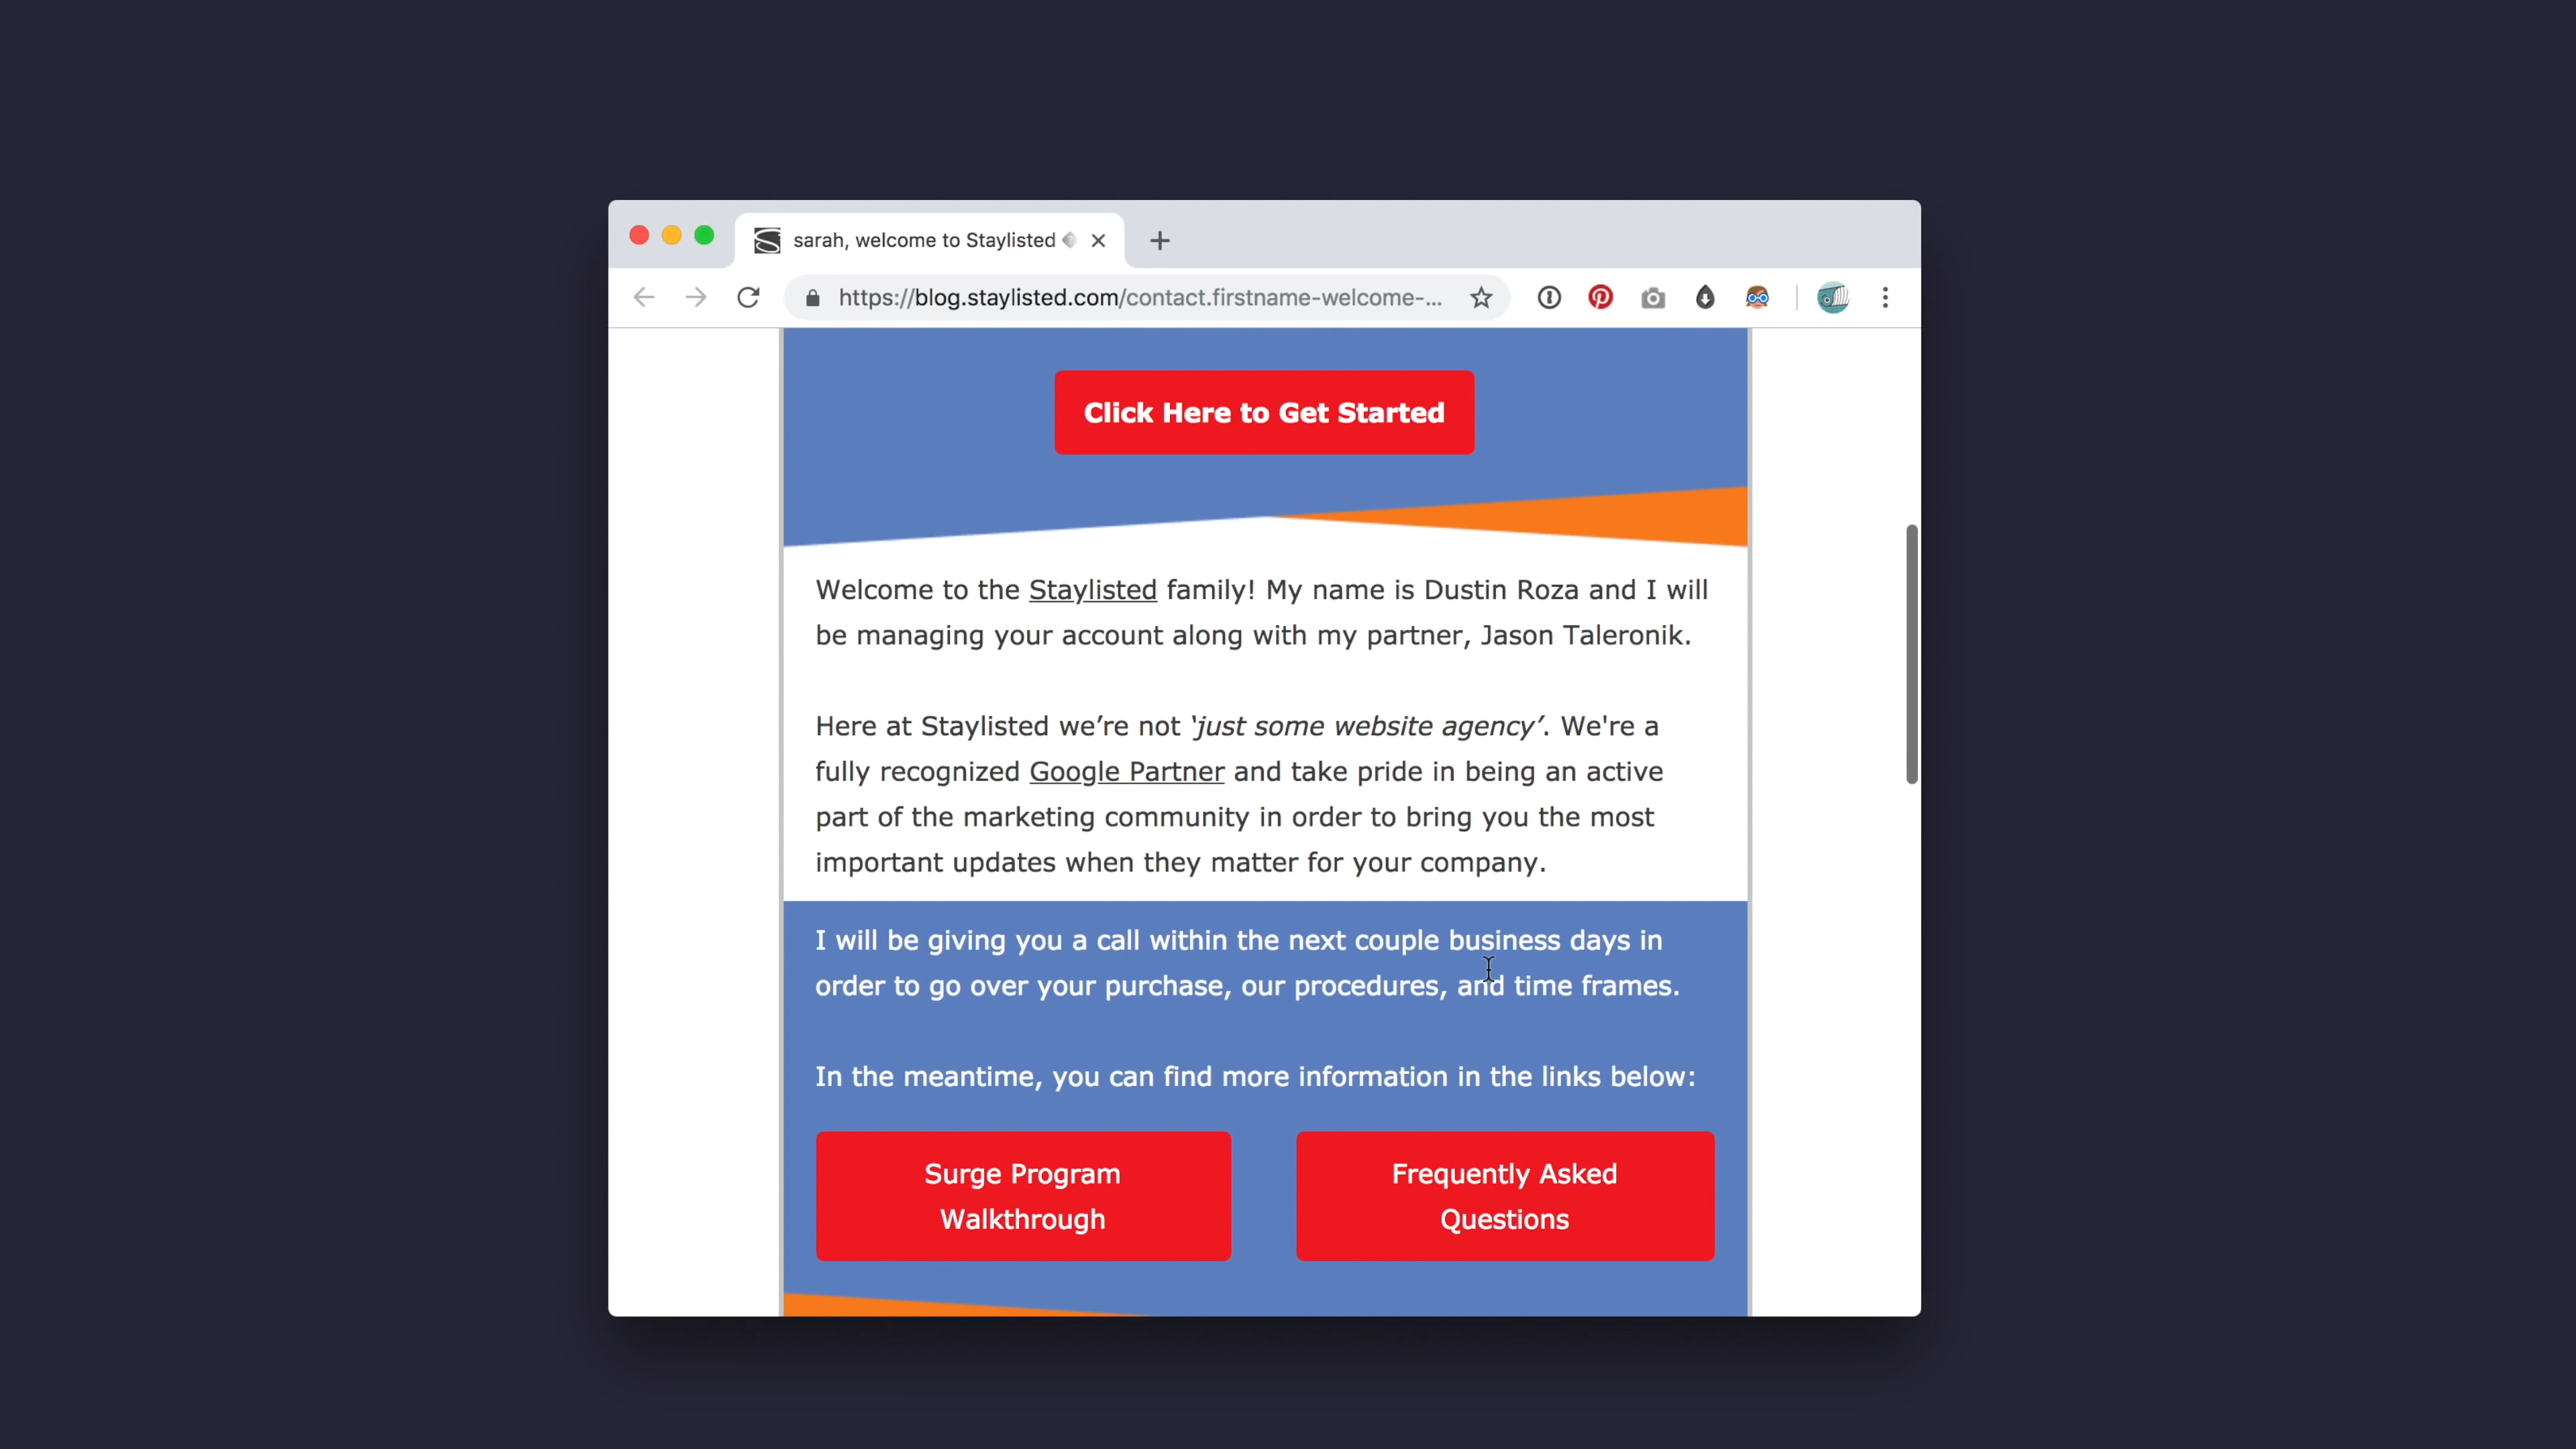 sarah, welcome to Staylisted
https://blog.staylisted.com/contact.firstname-welcome-...
Click Here to Get Started
Welcome to the Staylisted family! My name is Dustin Roza and I will
be managing your account along with my partner, Jason Taleronik.
Here at Staylisted we’re not ‘just some website agency’. We're a
fully recognized Google Partner and take pride in being an active
part of the marketing community in order to bring you the most
important updates when they matter for your company.
I will be giving you a call within the next couple business days in
order to go over your purchase, our procedures, and time frames.
In the meantime, you can find more information in the links below:
Surge Program
Walkthrough
Frequently Asked
Questions